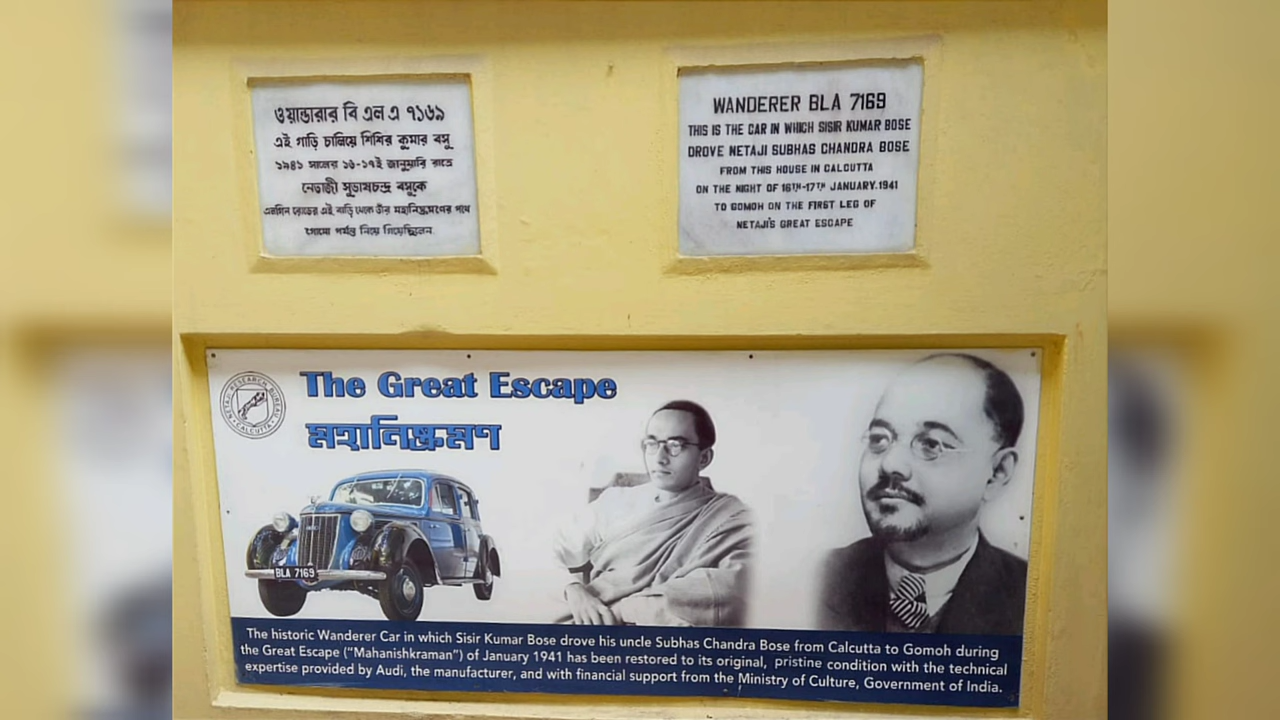 ওয়ান্ডারার বি এল এ ৭১৬৯
এই গাড়ি চালিয়ে শিশির কুমার বসু
১৯৪১ সালের ১৬-১৭ই জানুয়ারি রাতে
নেতাজী সুভাষচন্দ্র বসুকে
এলগিন রোডের এই বাড়ি থেকে তাঁর মহানিষ্ক্রমণের পথে
গোমো পর্যন্ত নিয়ে গিয়েছিলেন
WANDERER BLA 7169
THIS IS THE CAR IN WHICH SISIR KUMAR BOSE
DROVE NETAJI SUBHAS CHANDRA BOSE
FROM THIS HOUSE IN CALCUTTA
ON THE NIGHT OF 16TH-17TH JANUARY.1941
TO GOMOH ON THE FIRST LEG OF
NETAJI'S GREAT ESCAPE
NETAJI RESEARCH BUREAU
CALCUTTA
The Great Escape
মহানিষ্ক্রমণ
BLA 7169
The historic Wanderer Car in which Sisir Kumar Bose drove his uncle Subhas Chandra Bose from Calcutta to Gomoh during
the Great Escape ("Mahanishkraman") of January 1941 has been restored to its original, pristine condition with the technical
expertise provided by Audi, the manufacturer, and with financial support from the Ministry of Culture, Government of India.